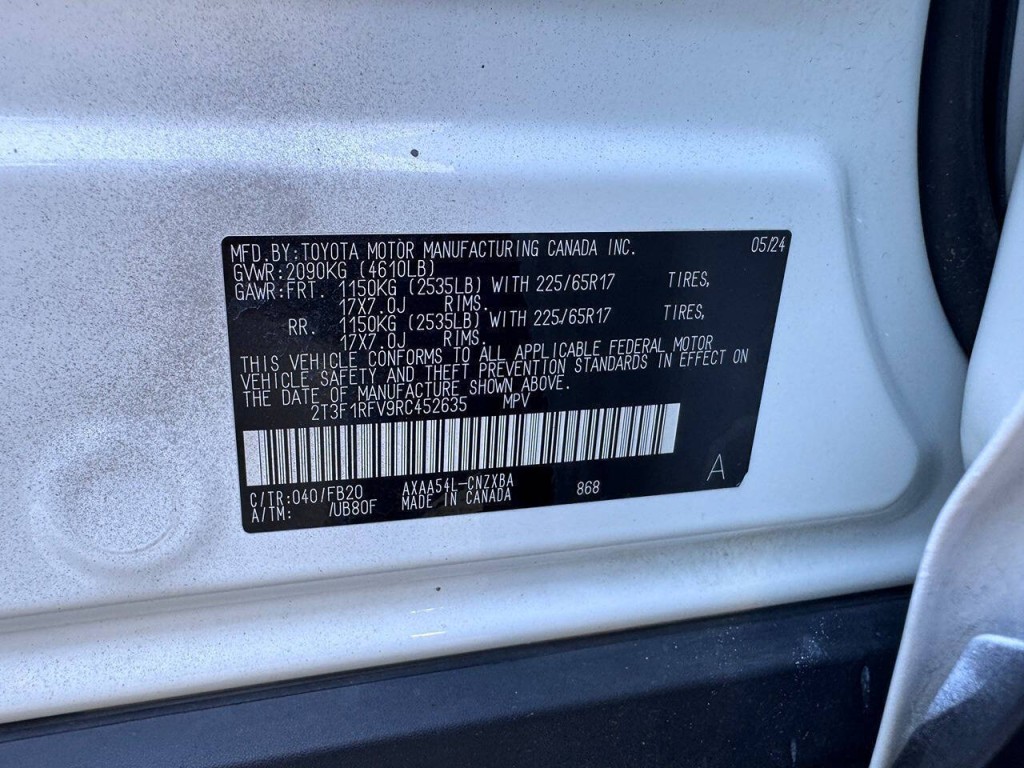 MFD.BY:TOYOTA MOTOR MANUFACTURING CANADA INC. 05/24
GVWR:2090KG (4610LB)
GAWR:FRT. 1150KG (2535LB) WITH 225/65R17 TIRES,
17X7.0J RIMS.
RR. 1150KG (2535LB) WITH 225/65R17 TIRES,
17X7.0J RIMS.
THIS VEHICLE CONFORMS TO ALL APPLICABLE FEDERAL MOTOR
VEHICLE SAFETY AND THEFT PREVENTION STANDARDS IN EFFECT ON
THE DATE OF MANUFACTURE SHOWN ABOVE.
2T3F1RFV9RC452635 MPV
C/TR:040/FB20 AXAA54L-CNZXBA 868 A
A/TM: /UB80F MADE IN CANADA